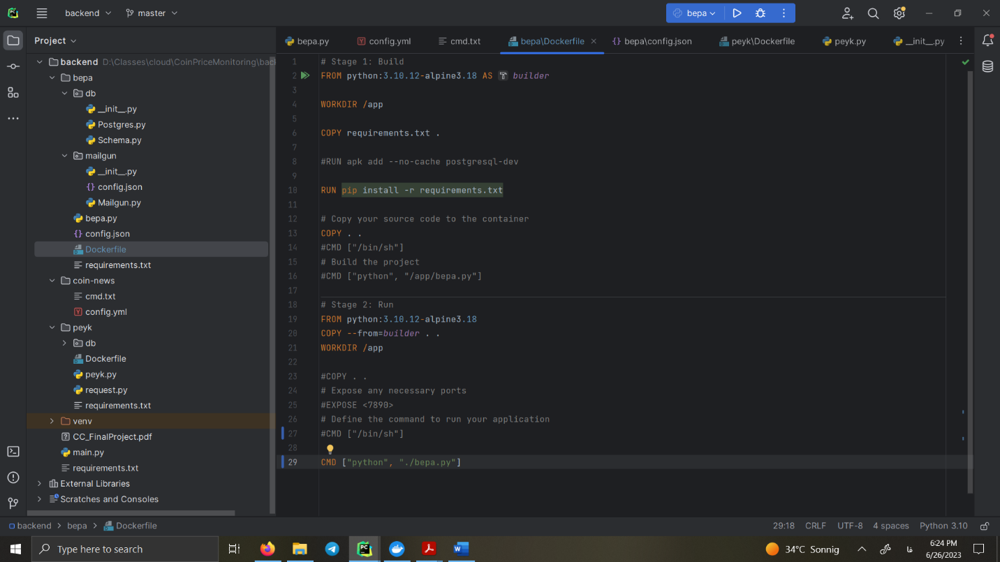 backend
master
bepa
Project
bepa.py
config.yml
cmd.txt
bepa\Dockerfile
bepa\config.json
peyk\Dockerfile
peyk.py
__init__.py
backend D:\Classes\cloud\CoinPriceMonitoring\bac
bepa
db
__init__.py
Postgres.py
Schema.py
mailgun
__init__.py
config.json
Mailgun.py
bepa.py
config.json
Dockerfile
requirements.txt
coin-news
cmd.txt
config.yml
peyk
db
Dockerfile
peyk.py
request.py
requirements.txt
venv
CC_FinalProject.pdf
main.py
requirements.txt
External Libraries
Scratches and Consoles
1 # Stage 1: Build
2 FROM python:3.10.12-alpine3.18 AS builder
3
4 WORKDIR /app
5
6 COPY requirements.txt .
7
8 #RUN apk add --no-cache postgresql-dev
9
10 RUN pip install -r requirements.txt
11
12 # Copy your source code to the container
13 COPY . .
14 #CMD ["/bin/sh"]
15 # Build the project
16 #CMD ["python", "/app/bepa.py"]
17
18 # Stage 2: Run
19 FROM python:3.10.12-alpine3.18
20 COPY --from=builder . .
21 WORKDIR /app
22
23 #COPY . .
24 # Expose any necessary ports
25 #EXPOSE <7890>
26 # Define the command to run your application
27 #CMD ["/bin/sh"]
28
29 CMD ["python", "./bepa.py"]
backend > bepa > Dockerfile
29:18 CRLF UTF-8 4 spaces Python 3.10
Type here to search
34°C Sonnig
فا
6:24 PM
6/26/2023